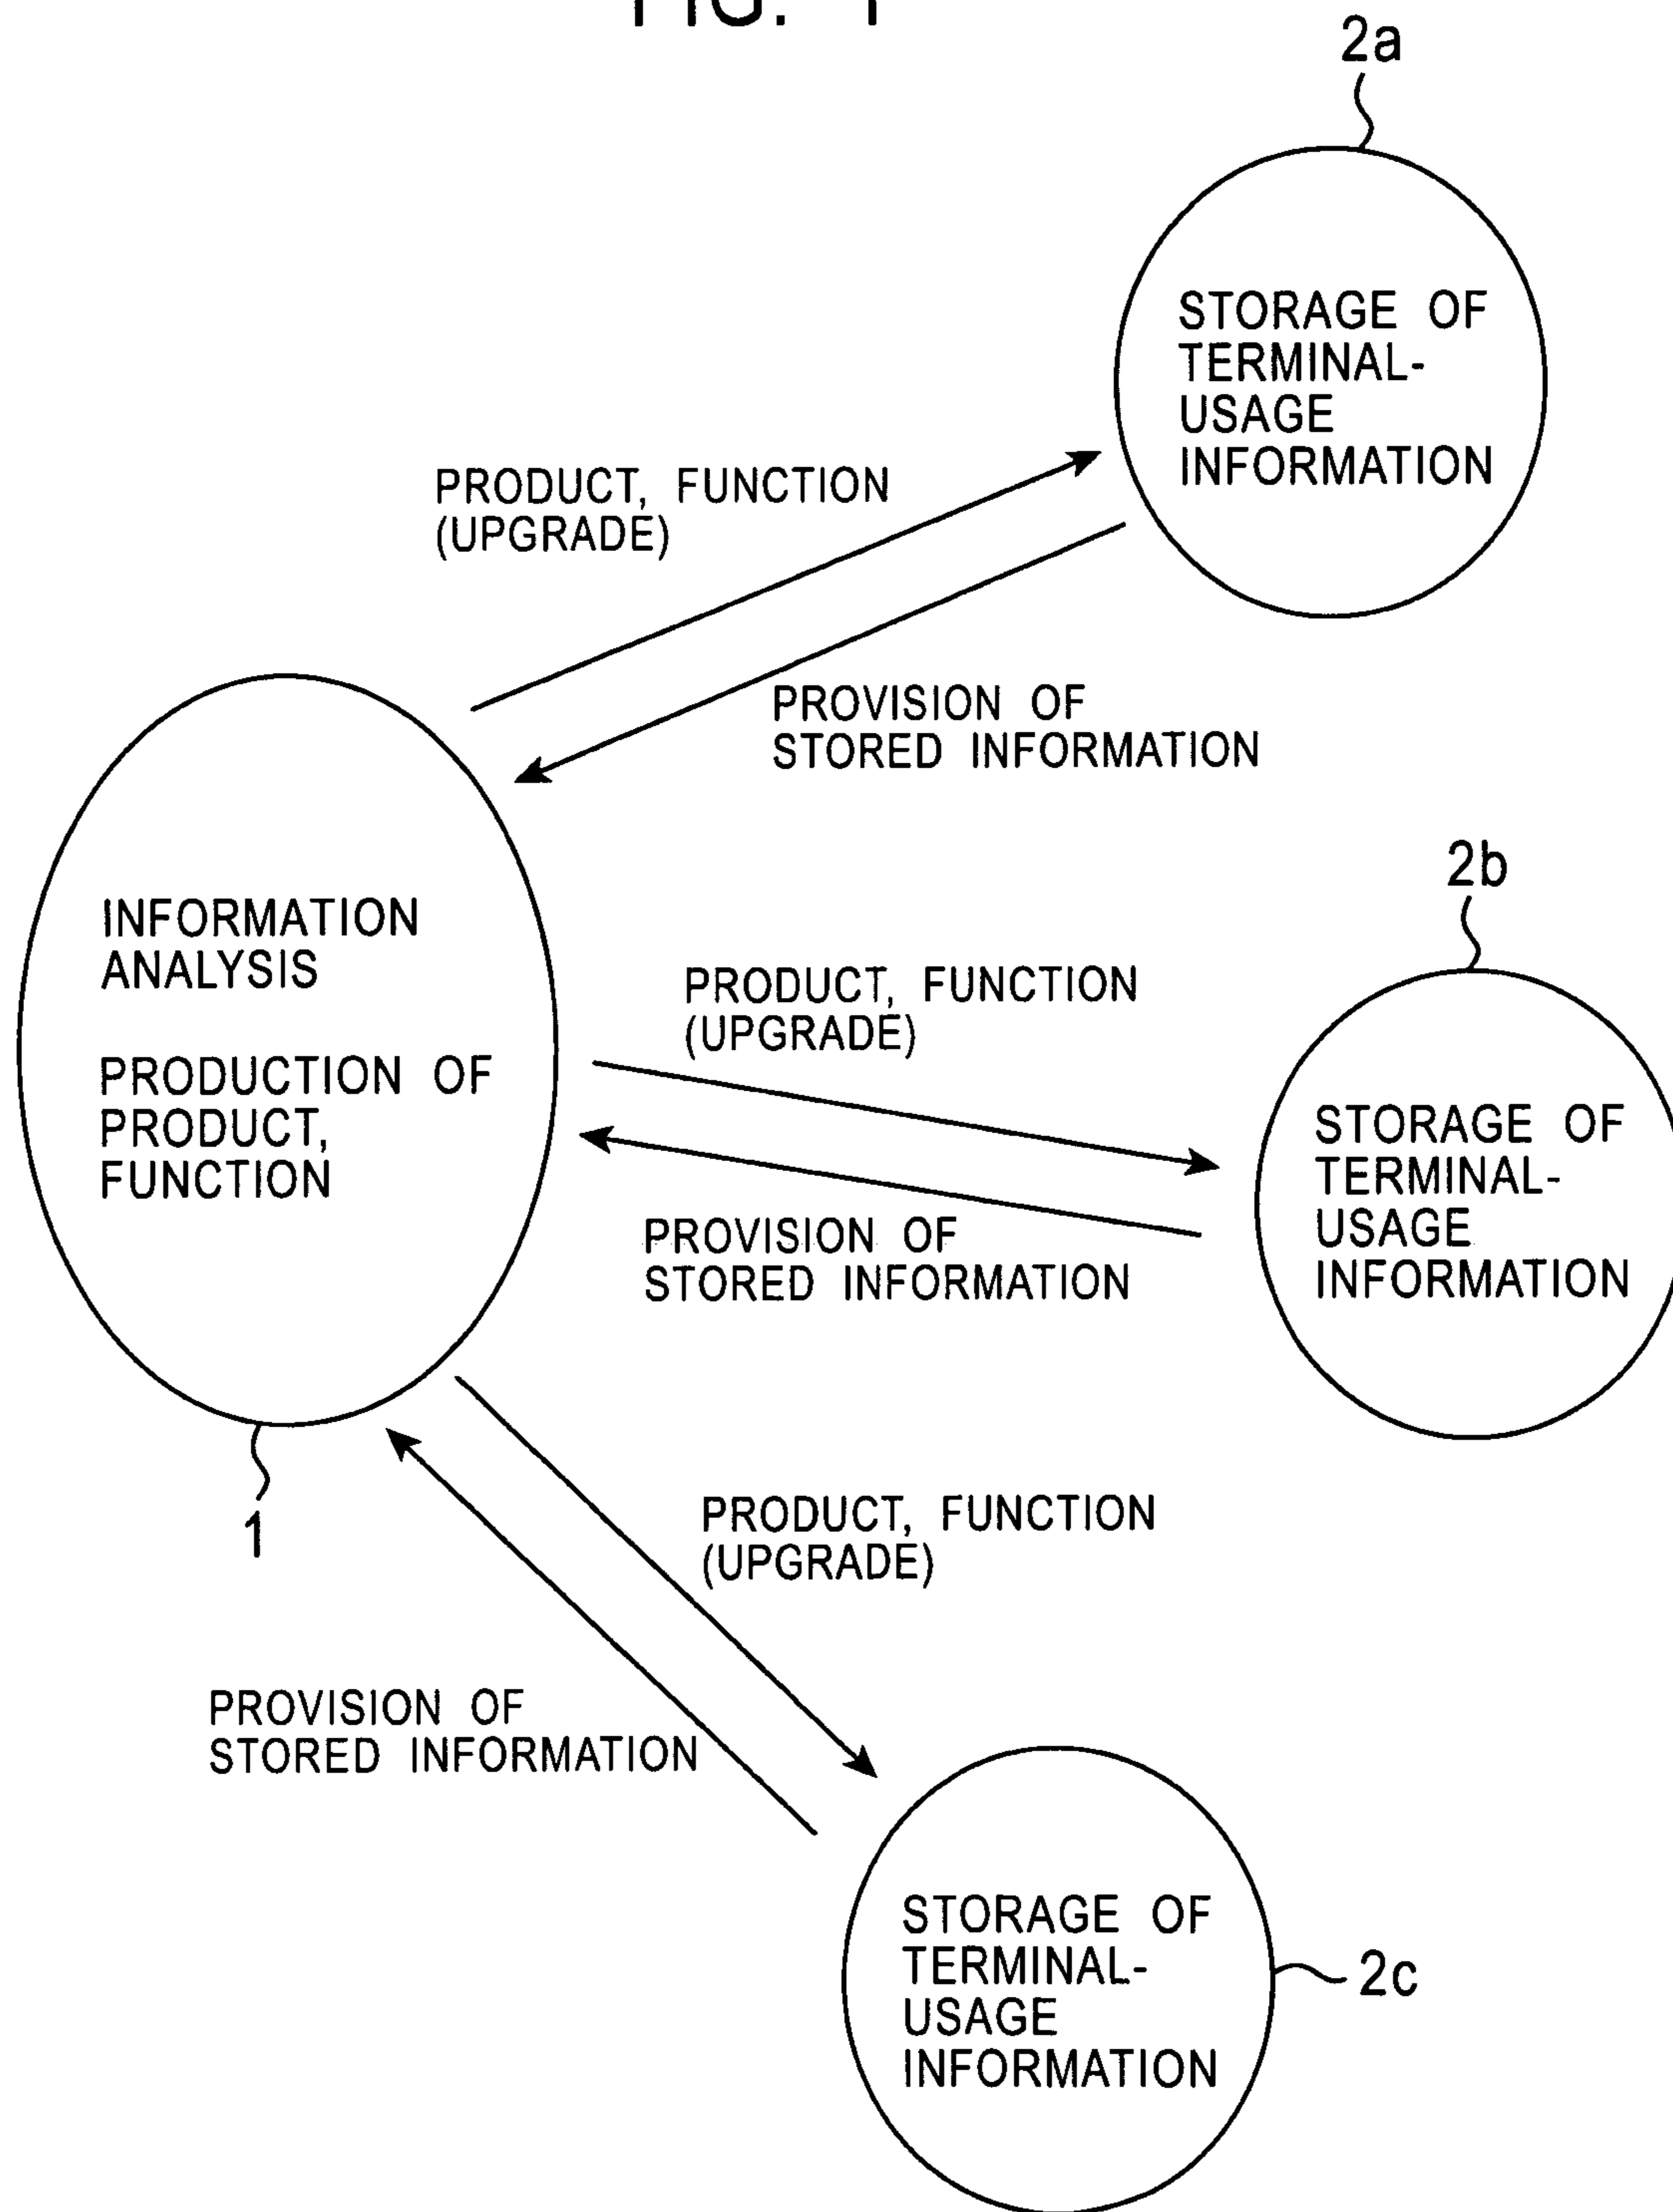 2a
STORAGE OF
TERMINAL-
USAGE
INFORMATION
PRODUCT, FUNCTION
(UPGRADE)
PROVISION OF
STORED INFORMATION
2b
INFORMATION
ANALYSIS
PRODUCTION OF
PRODUCT,
FUNCTION
PRODUCT, FUNCTION
(UPGRADE)
STORAGE OF
TERMINAL-
USAGE
INFORMATION
PROVISION OF
STORED INFORMATION
1
PRODUCT, FUNCTION
(UPGRADE)
PROVISION OF
STORED INFORMATION
STORAGE OF
TERMINAL-
USAGE
INFORMATION
2c